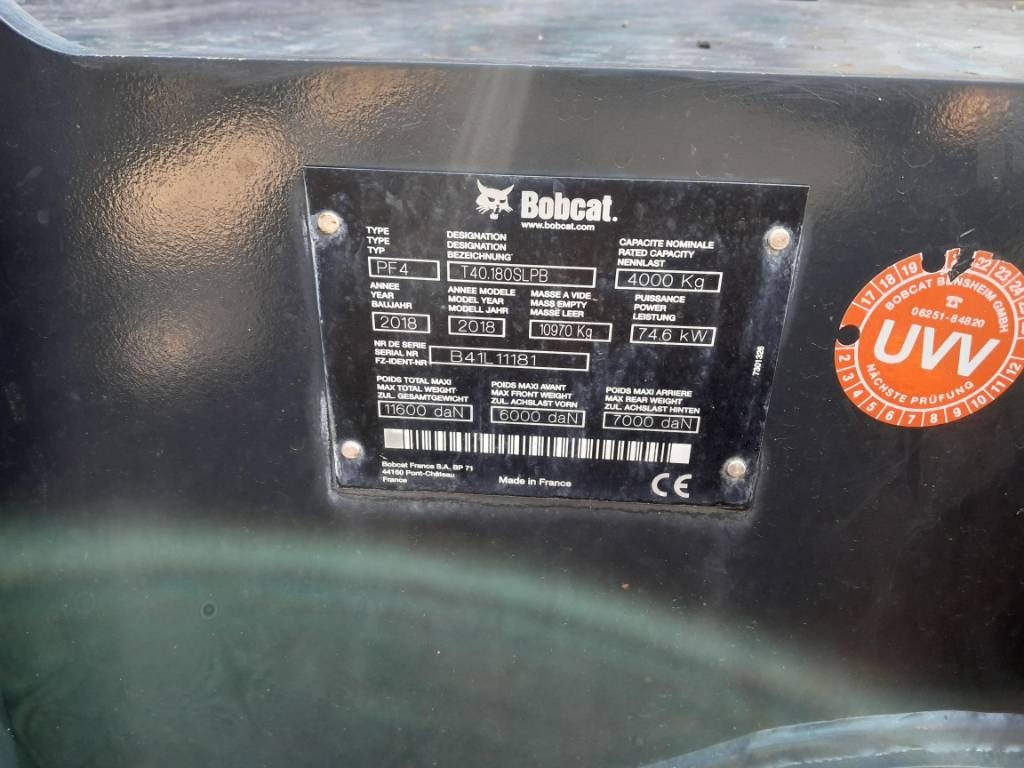 Bobcat.
www.bobcat.com
TYPE
TYPE
TYP
PF4
DESIGNATION
DESIGNATION
BEZEICHNUNG
T40.180SLPB
CAPACITE NOMINALE
RATED CAPACITY
NENNLAST
4000 Kg
ANNEE
YEAR
BAUJAHR
2018
ANNEE MODELE
MODEL YEAR
MODELL JAHR
2018
MASSE A VIDE
MASS EMPTY
MASSE LEER
10970 Kg
PUISSANCE
POWER
LEISTUNG
74.6 kW
NR DE SERIE
SERIAL NR
FZ-IDENT-NR
B41L11181
POIDS TOTAL MAXI
MAX TOTAL WEIGHT
ZUL. GESAMTGEWICHT
11600 daN
POIDS MAXI AVANT
MAX FRONT WEIGHT
ZUL. ACHSLAST VORN
6000 daN
POIDS MAXI ARRIERE
MAX REAR WEIGHT
ZUL. ACHSLAST HINTEN
7000 daN
7301326
Bobcat France S.A. BP 71
44160 Pont-Château
France
Made in France
CE
17 18 19 22 23 24
BOBCAT BENSHEIM GMBH
☎
06251-84820
UVV
NÄCHSTE PRÜFUNG
2 3 4 5 6 7 8 9 10 11 12